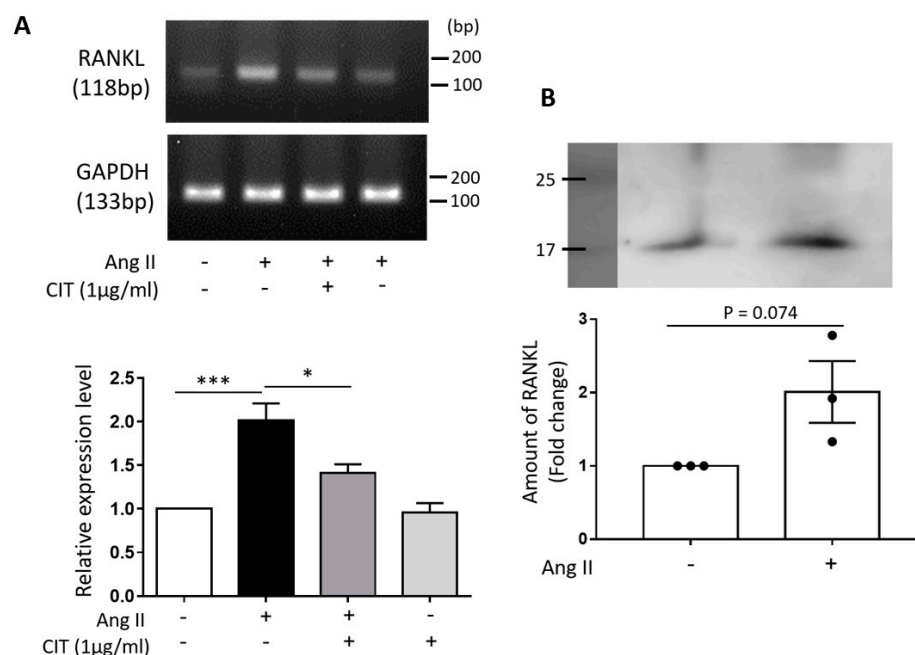 A
(bp)
RANKL
(118bp)
200
100
GAPDH
(133bp)
200
100
Ang II - + + +
CIT (1µg/ml) - - + -
Relative expression level
2.5
2.0
1.5
1.0
0.5
0.0
***
*
Ang II - + + -
CIT (1µg/ml) - - + +
B
25
17
P = 0.074
Amount of RANKL
(Fold change)
3
2
1
0
Ang II - +